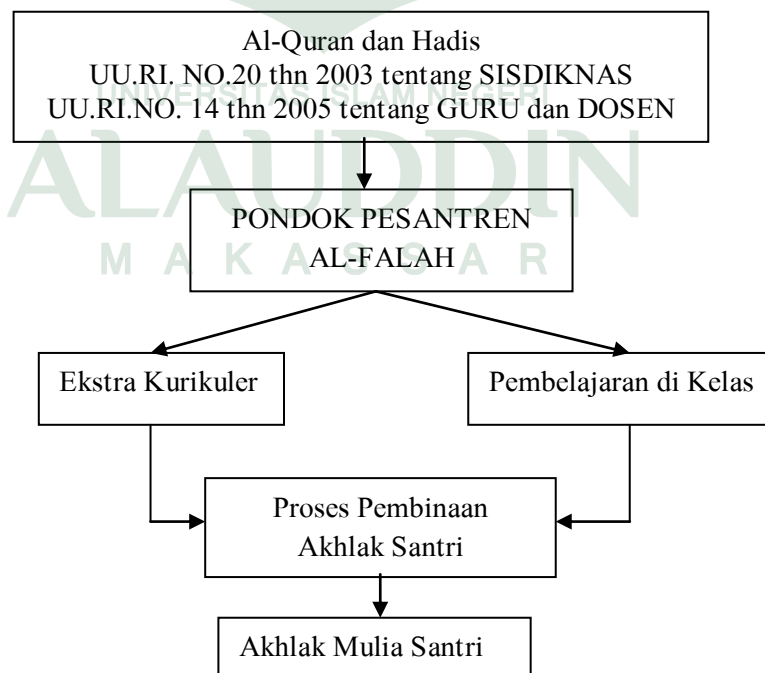 Al-Quran dan Hadis
UU.RI. NO.20 thn 2003 tentang SISDIKNAS
UNIVERSITAS ISLAM NEGERI
UU.RI.NO. 14 thn 2005 tentang GURU dan DOSEN
ALAUDDIN
PONDOK PESANTREN
AL-FALAH
MAKASSAR
Ekstra Kurikuler
Pembelajaran di Kelas
Proses Pembinaan
Akhlak Santri
Akhlak Mulia Santri